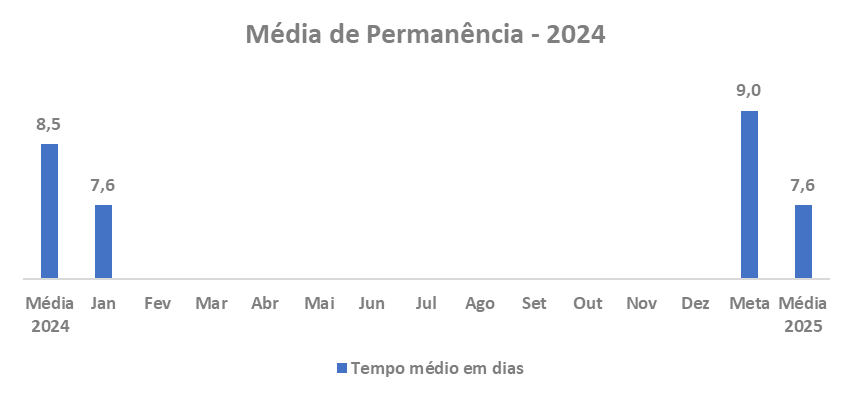 Média de Permanência - 2024
9,0
8,5
7,6 7,6
Média Jan Fev Mar Abr Mai Jun Jul Ago Set Out Nov Dez Meta Média
2024 2025
Tempo médio em dias